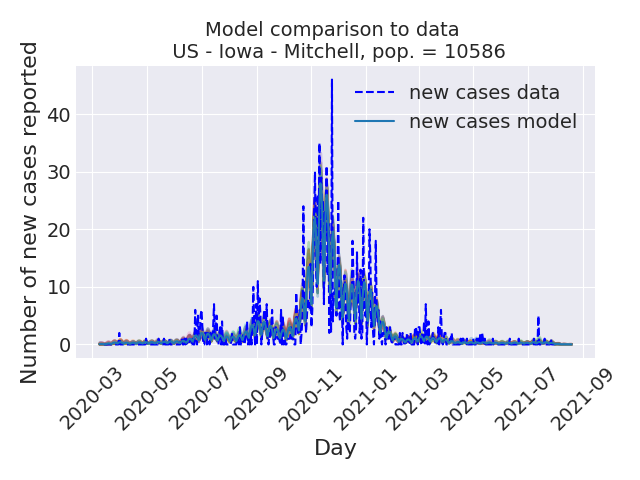 Model comparison to data
US - Iowa - Mitchell, pop. = 10586
Number of new cases reported
40
30
20
10
0
new cases data
new cases model
2020-03
2020-05
2020-07
2020-09
2020-11
2021-01
2021-03
2021-05
2021-07
2021-09
Day